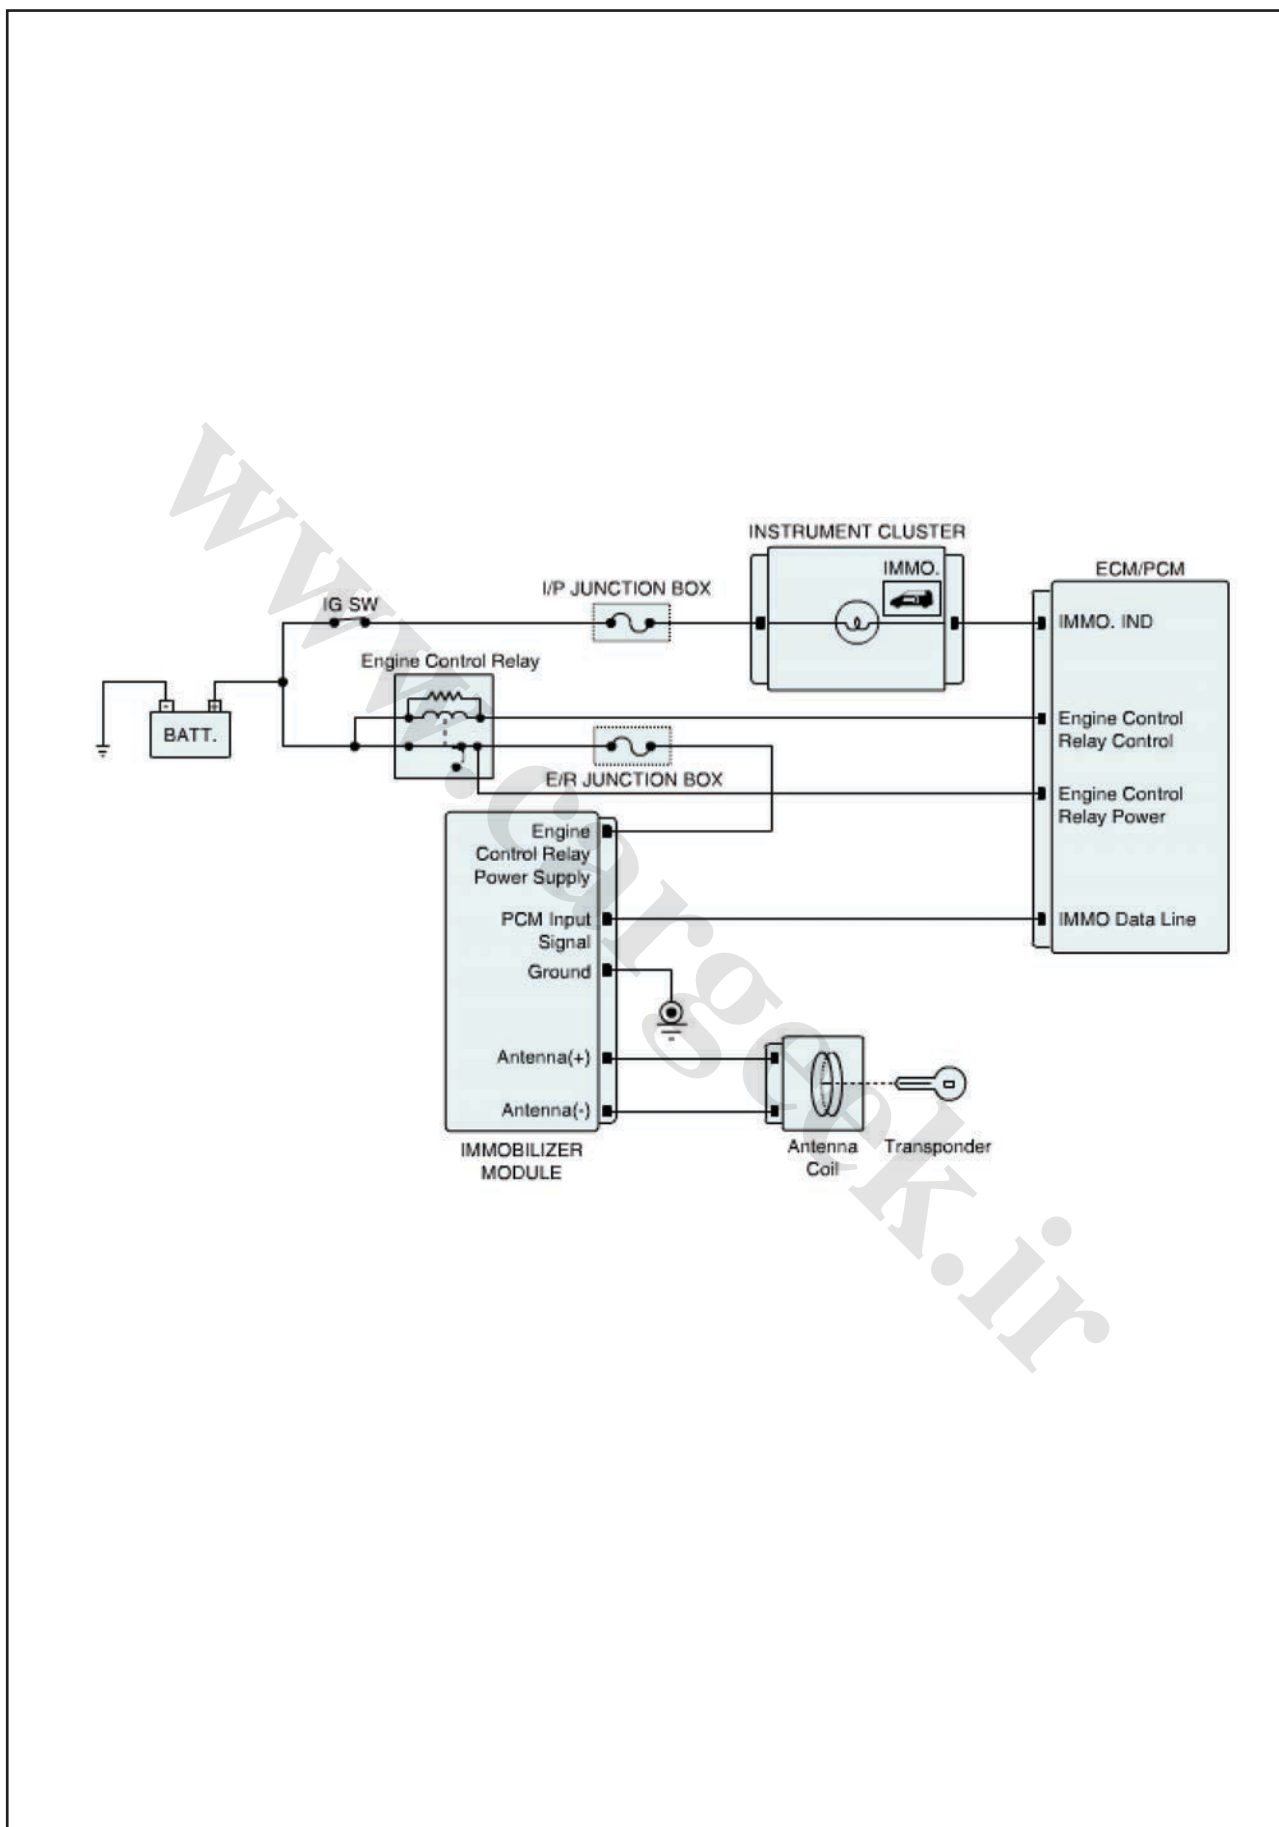 INSTRUMENT CLUSTER
IMMO.
ECM/PCM
I/P JUNCTION BOX
IG SW
IMMO. IND
Engine Control Relay
- +
BATT.
Engine Control
Relay Control
E/R JUNCTION BOX
Engine Control
Relay Power
Engine
Control Relay
Power Supply
PCM Input
Signal
IMMO Data Line
Ground
Antenna(+)
Antenna(-)
IMMOBILIZER
MODULE
Antenna
Coil
Transponder
www.cargeek.ir